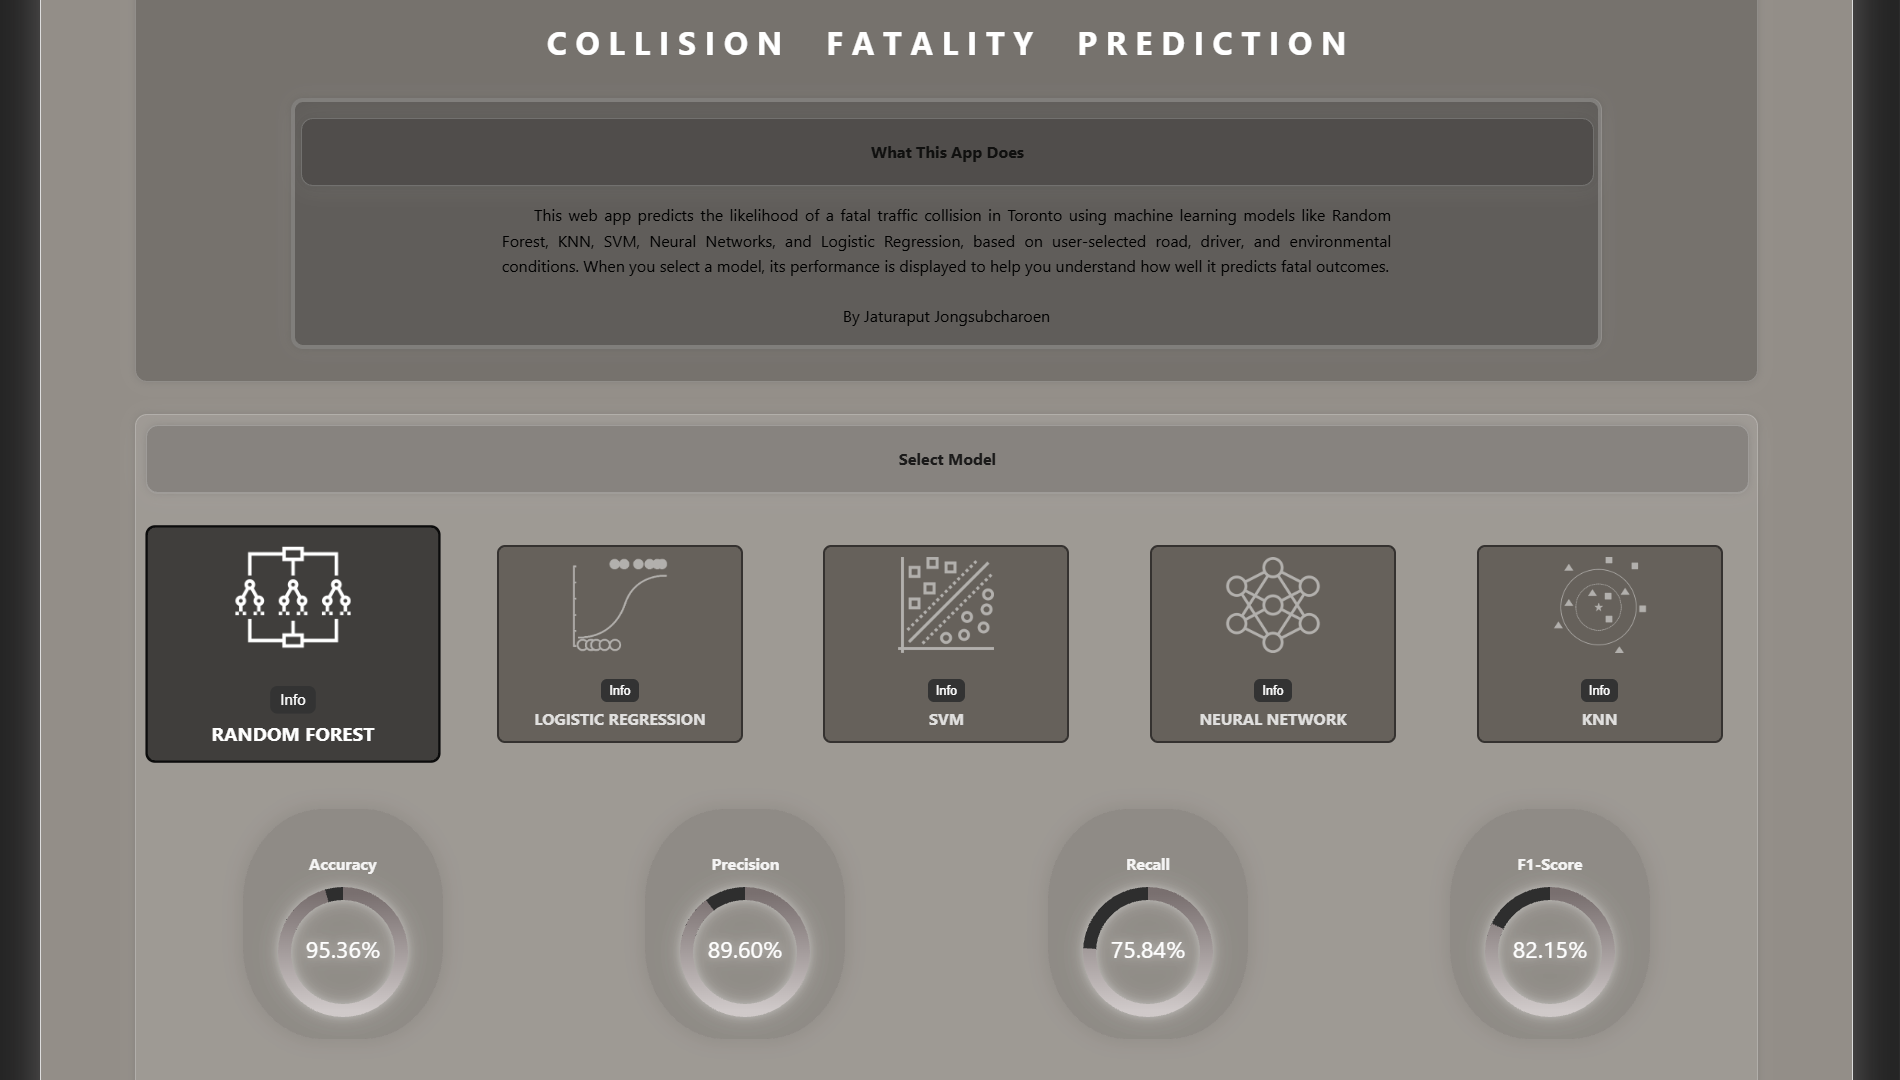 COLLISION FATALITY PREDICTION
What This App Does
This web app predicts the likelihood of a fatal traffic collision in Toronto using machine learning models like Random
Forest, KNN, SVM, Neural Networks, and Logistic Regression, based on user-selected road, driver, and environmental
conditions. When you select a model, its performance is displayed to help you understand how well it predicts fatal outcomes.
By Jaturaput Jongsubcharoen
Select Model
Info
RANDOM FOREST
Info
LOGISTIC REGRESSION
Info
SVM
Info
NEURAL NETWORK
Info
KNN
Accuracy
95.36%
Precision
89.60%
Recall
75.84%
F1-Score
82.15%